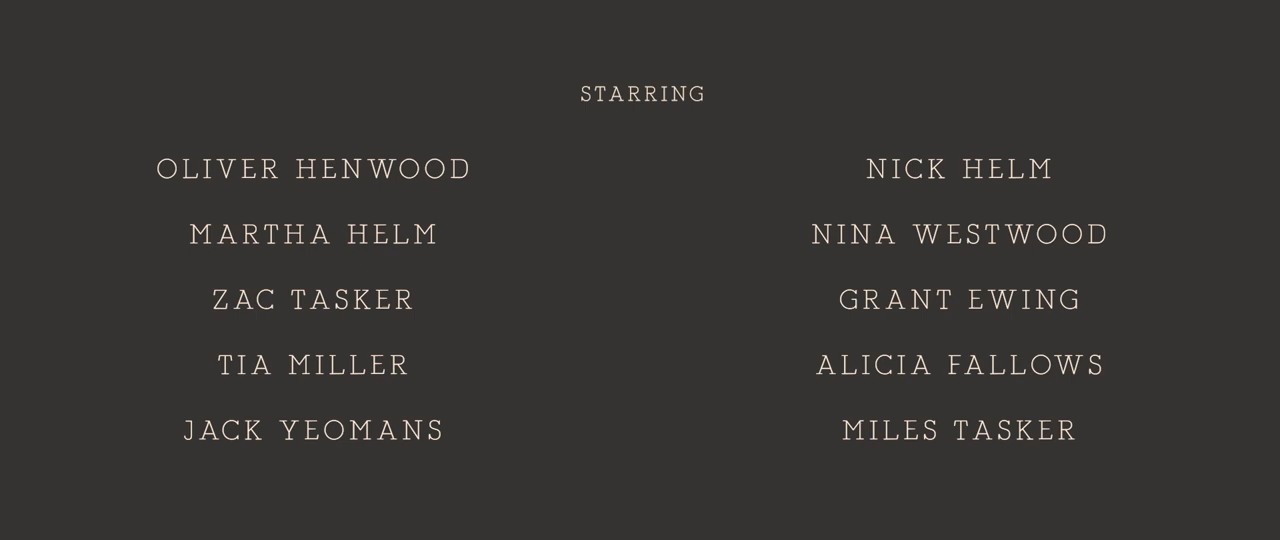 STARRING
OLIVER HENWOOD
MARTHA HELM
ZAC TASKER
TIA MILLER
JACK YEOMANS
NICK HELM
NINA WESTWOOD
GRANT EWING
ALICIA FALLOWS
MILES TASKER